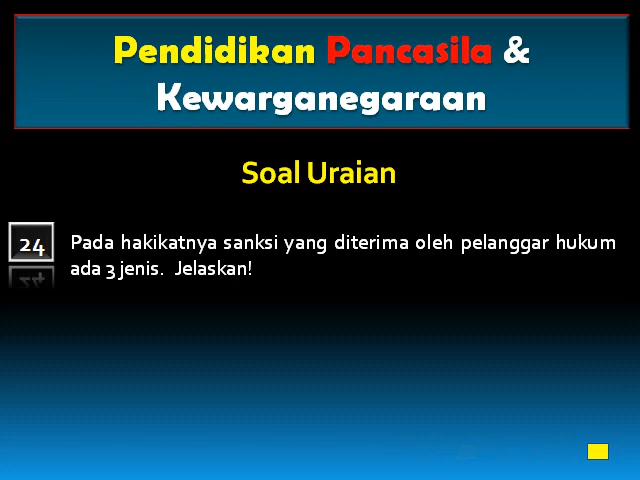 Pendidikan Pancasila &
Kewarganegaraan
Soal Uraian
24 Pada hakikatnya sanksi yang diterima oleh pelanggar hukum
ada 3 jenis. Jelaskan!